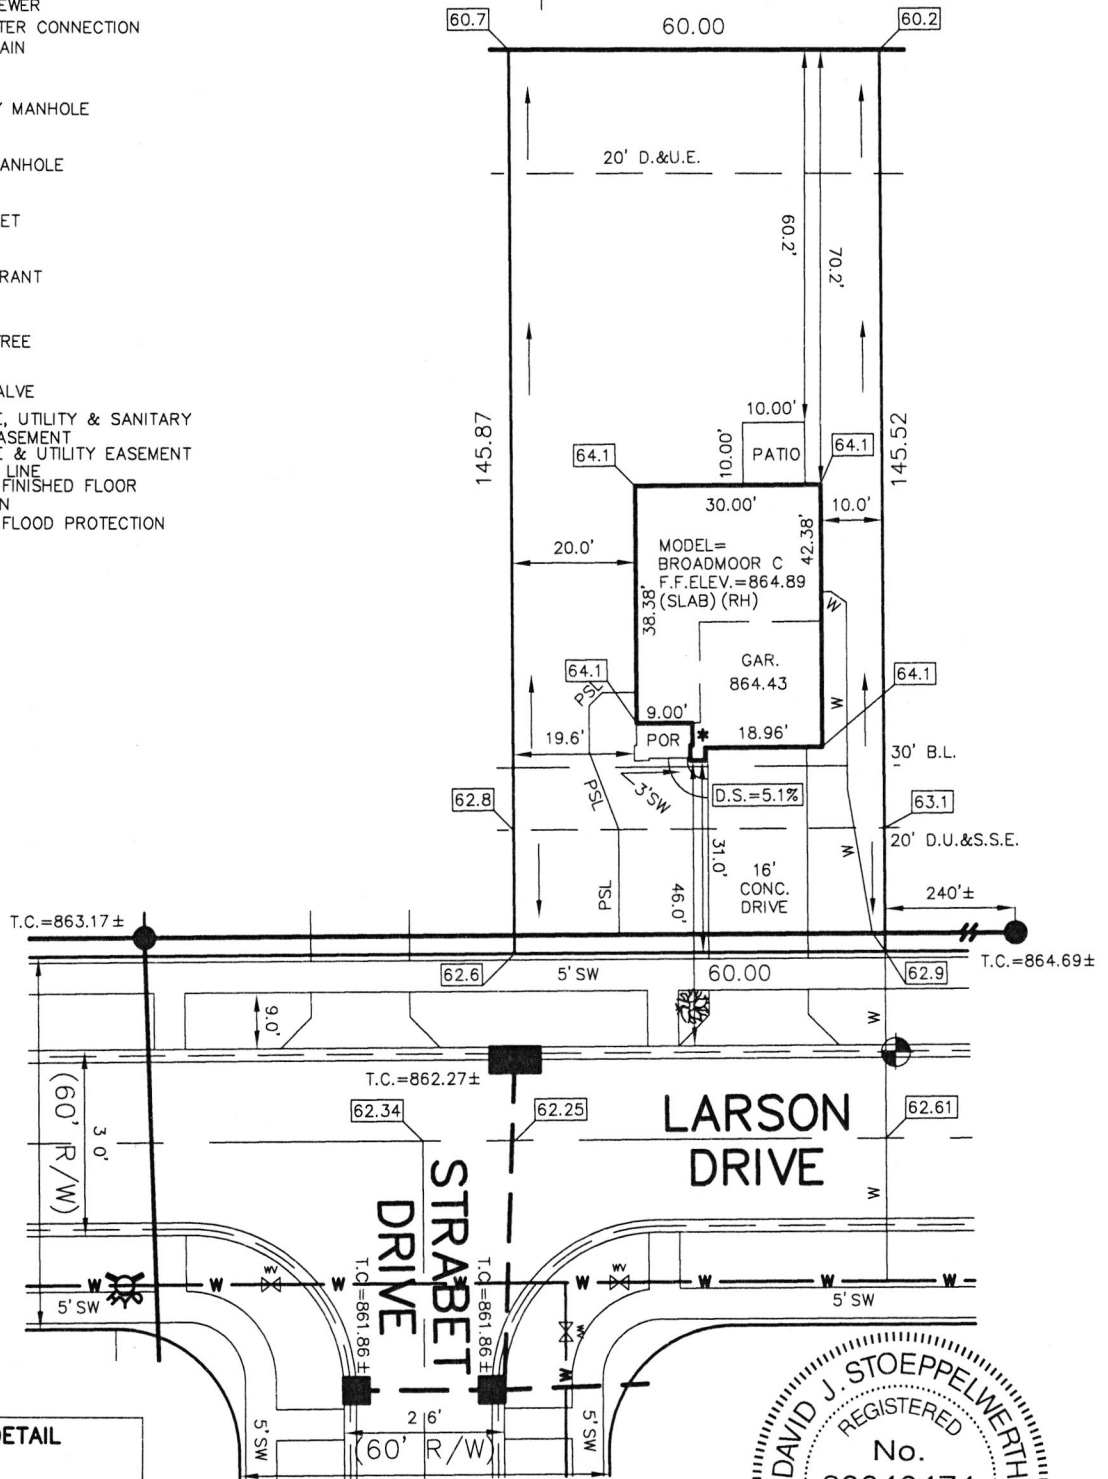 EWER
TER CONNECTION
AIN
Y MANHOLE
ANHOLE
ET
RANT
TREE
ALVE
E, UTILITY & SANITARY
ASEMENT
E & UTILITY EASEMENT
LINE
FINISHED FLOOR
N
FLOOD PROTECTION
60.7
60.00
60.2
20' D.&U.E.
60.2'
70.2'
145.87
145.52
10.00'
10.00'
PATIO
64.1
64.1
30.00'
10.0'
20.0'
42.38'
MODEL=
BROADMOOR C
F.F.ELEV.=864.89
(SLAB) (RH)
38.38'
W
GAR.
864.43
64.1
64.1
PSL
9.00'
W
19.6'
POR
*
18.96'
30' B.L.
3'SW
D.S.=5.1%
62.8
63.1
PSL
20' D.U.&S.S.E.
W
31.0'
16'
CONC.
DRIVE
PSL
46.0'
240'±
T.C.=863.17±
T.C.=864.69±
62.6
5' SW
60.00
62.9
9.0'
W
T.C.=862.27±
62.34
62.25
62.61
LARSON
DRIVE
30'
(60' R/W)
STRABET
DRIVE
W
T.C.=861.86±
T.C.=861.86±
W
W
WV
W
W
W
WV
W
W
W
5' SW
5' SW
WV
W
DETAIL
26'
(60' R/W)
5' SW
5' SW
DAVID J. STOEPPELWERTH
REGISTERED
No.